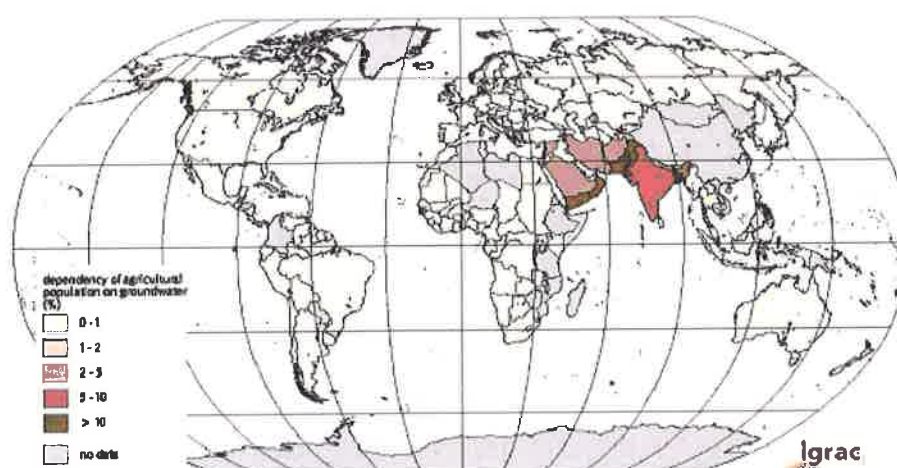 dependency of agricultural
population on groundwater
(%)
0 - 1
1 - 2
2 - 5
5 - 10
> 10
no data
igrac